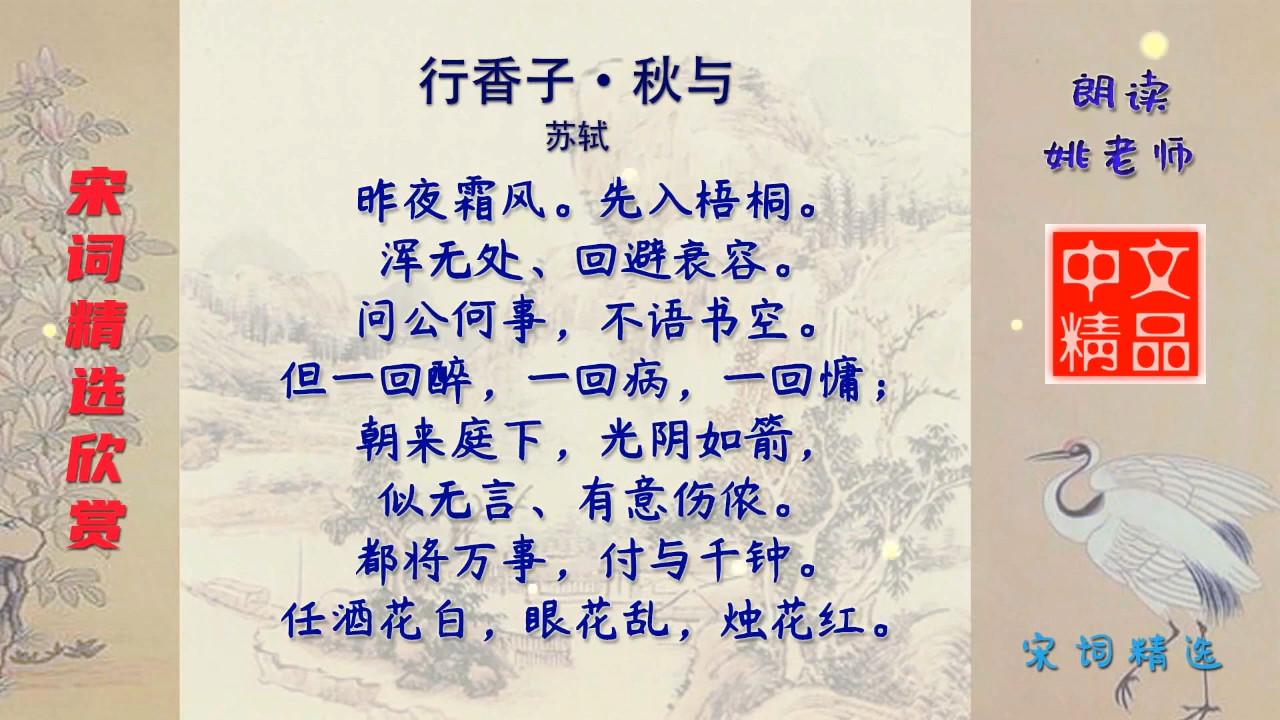 宋词精选欣赏
行香子·秋与
苏轼
昨夜霜风。先入梧桐。
浑无处、回避衰容。
问公何事，不语书空。
但一回醉，一回病，一回慵；
朝来庭下，光阴如箭，
似无言、有意伤侬。
都将万事，付与千钟。
任酒花白，眼花乱，烛花红。
朗读
姚老师
中文
精品
宋词精选